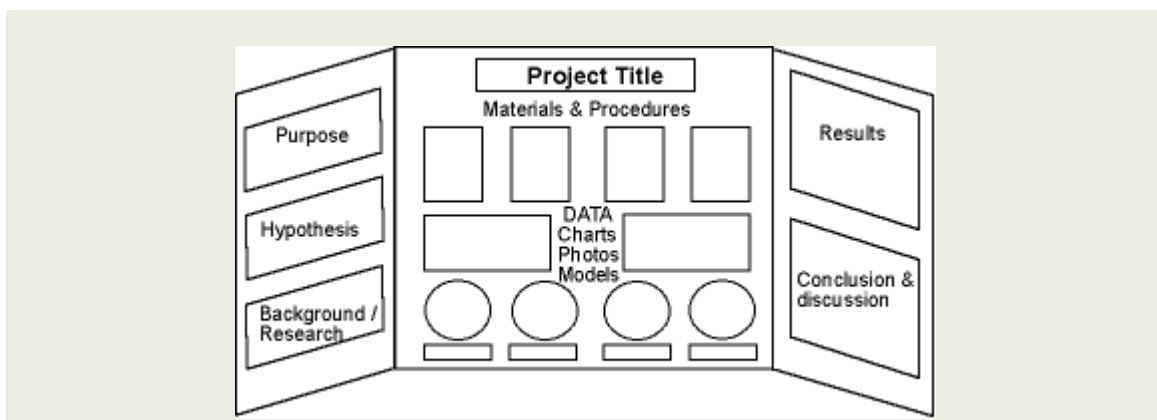 Purpose
Hypothesis
Background /
Research
Project Title
Materials & Procedures
DATA
Charts
Photos
Models
Results
Conclusion &
discussion